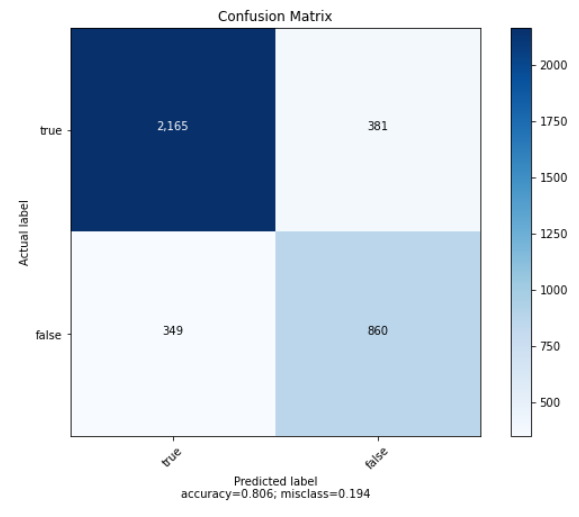 Confusion Matrix
true
2,165
381
Actual label
false
349
860
true
false
Predicted label
accuracy=0.806; misclass=0.194
2000
1750
1500
1250
1000
750
500